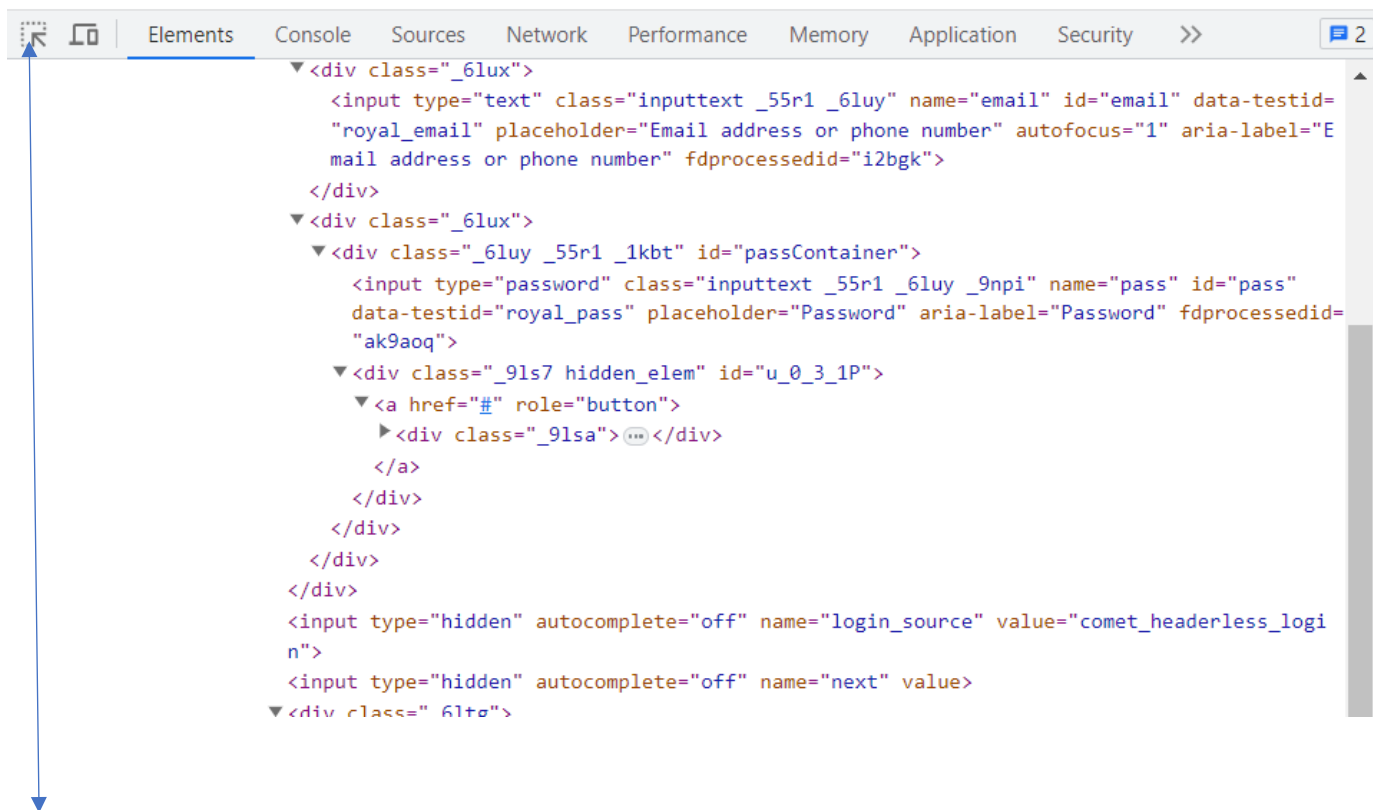 Elements Console Sources Network Performance Memory Application Security >> 2
▼<div class="_6lux">
<input type="text" class="inputtext _55r1 _6luy" name="email" id="email" data-testid=
"royal_email" placeholder="Email address or phone number" autofocus="1" aria-label="E
mail address or phone number" fdprocessedid="i2bgk">
</div>
▼<div class="_6lux">
▼<div class="_6luy _55r1 _1kbt" id="passContainer">
<input type="password" class="inputtext _55r1 _6luy _9npi" name="pass" id="pass"
data-testid="royal_pass" placeholder="Password" aria-label="Password" fdprocessedid=
"ak9aoq">
▼<div class="_9ls7 hidden_elem" id="u_0_3_1P">
▼<a href="#" role="button">
▶<div class="_9lsa">…</div>
</a>
</div>
</div>
</div>
</div>
<input type="hidden" autocomplete="off" name="login_source" value="comet_headerless_logi
n">
<input type="hidden" autocomplete="off" name="next" value>
▼<div class="_6ltg">